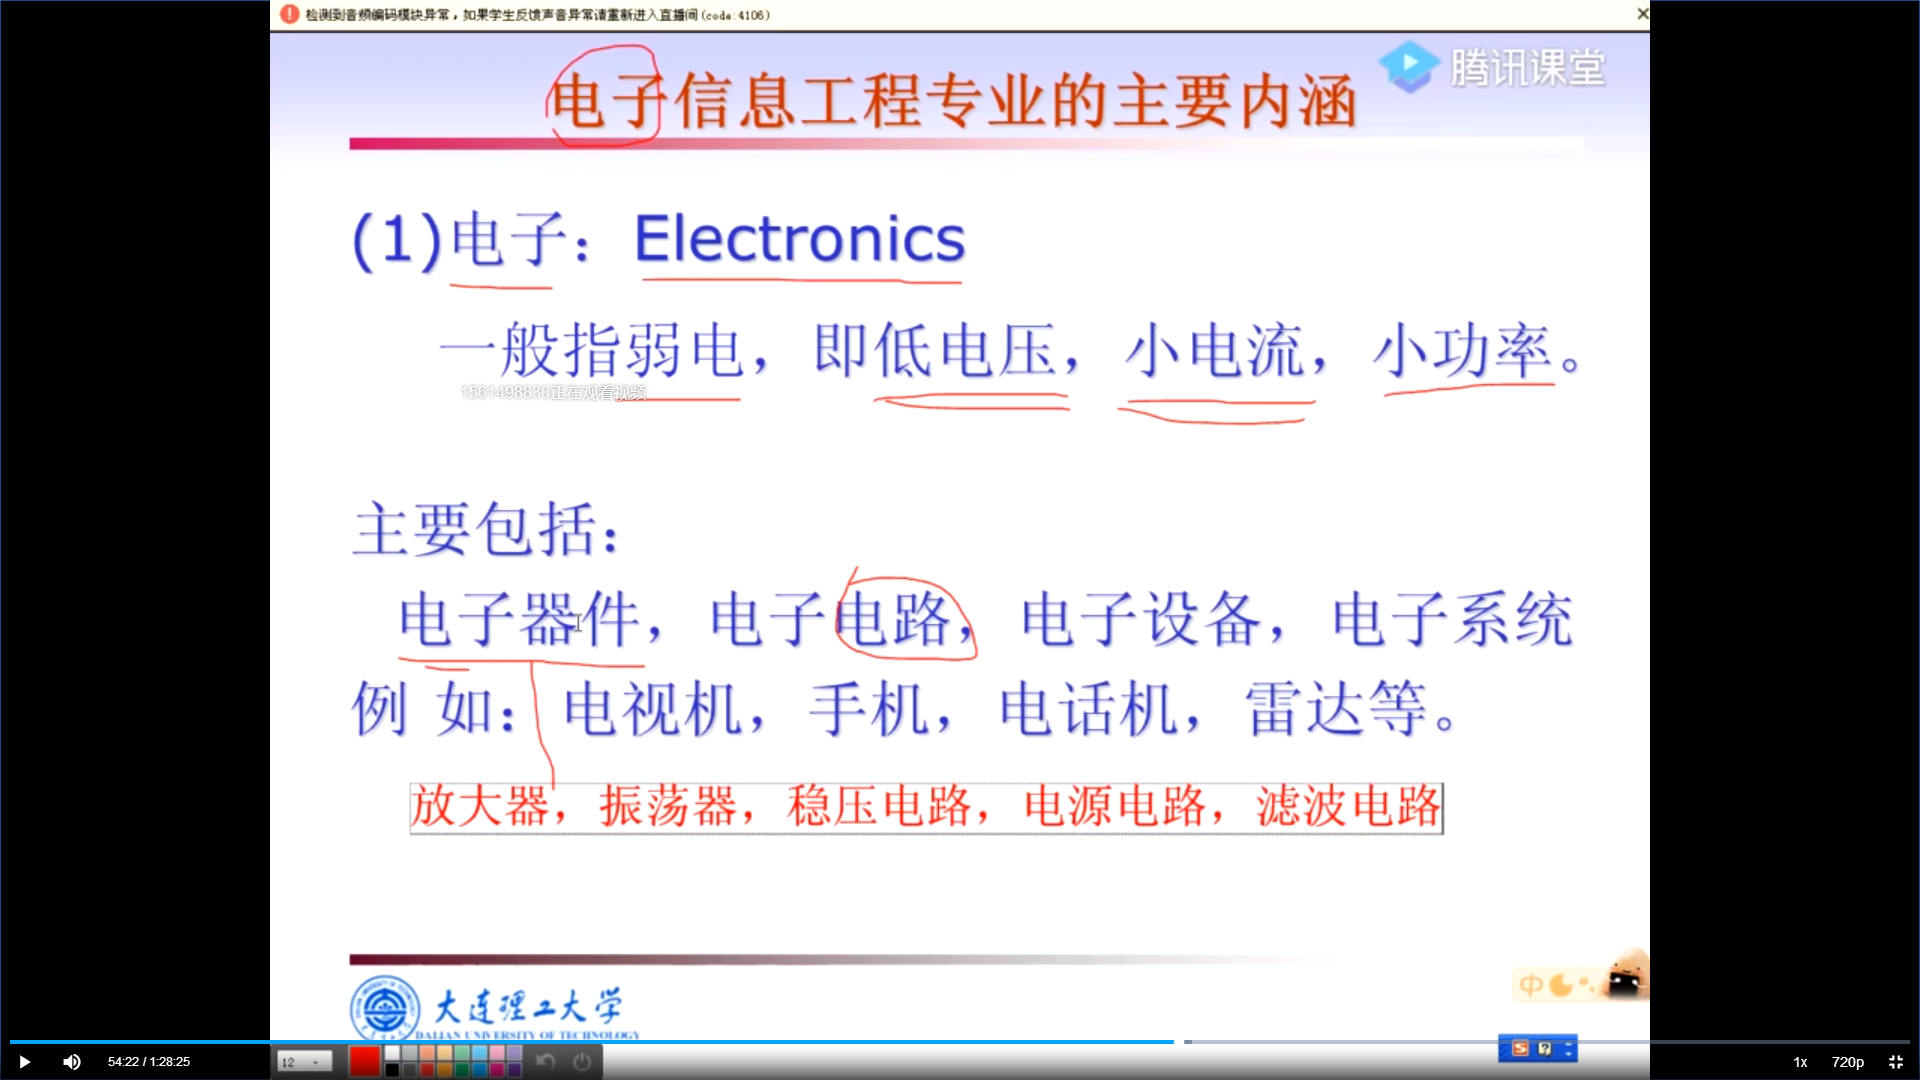 检测到音频编码模块异常，如果学生反馈声音异常请重新进入直播间(code:4106)
腾讯课堂
电子信息工程专业的主要内涵
(1)电子：Electronics
一般指弱电，即低电压，小电流，小功率。
1561498830正在观看视频
主要包括：
电子器件，电子电路，电子设备，电子系统
例 如：电视机，手机，电话机，雷达等。
放大器，振荡器，稳压电路，电源电路，滤波电路
中
大连理工大学
DALIAN UNIVERSITY OF TECHNOLOGY
54:22 / 1:28:25
12
S ?
1x
720p